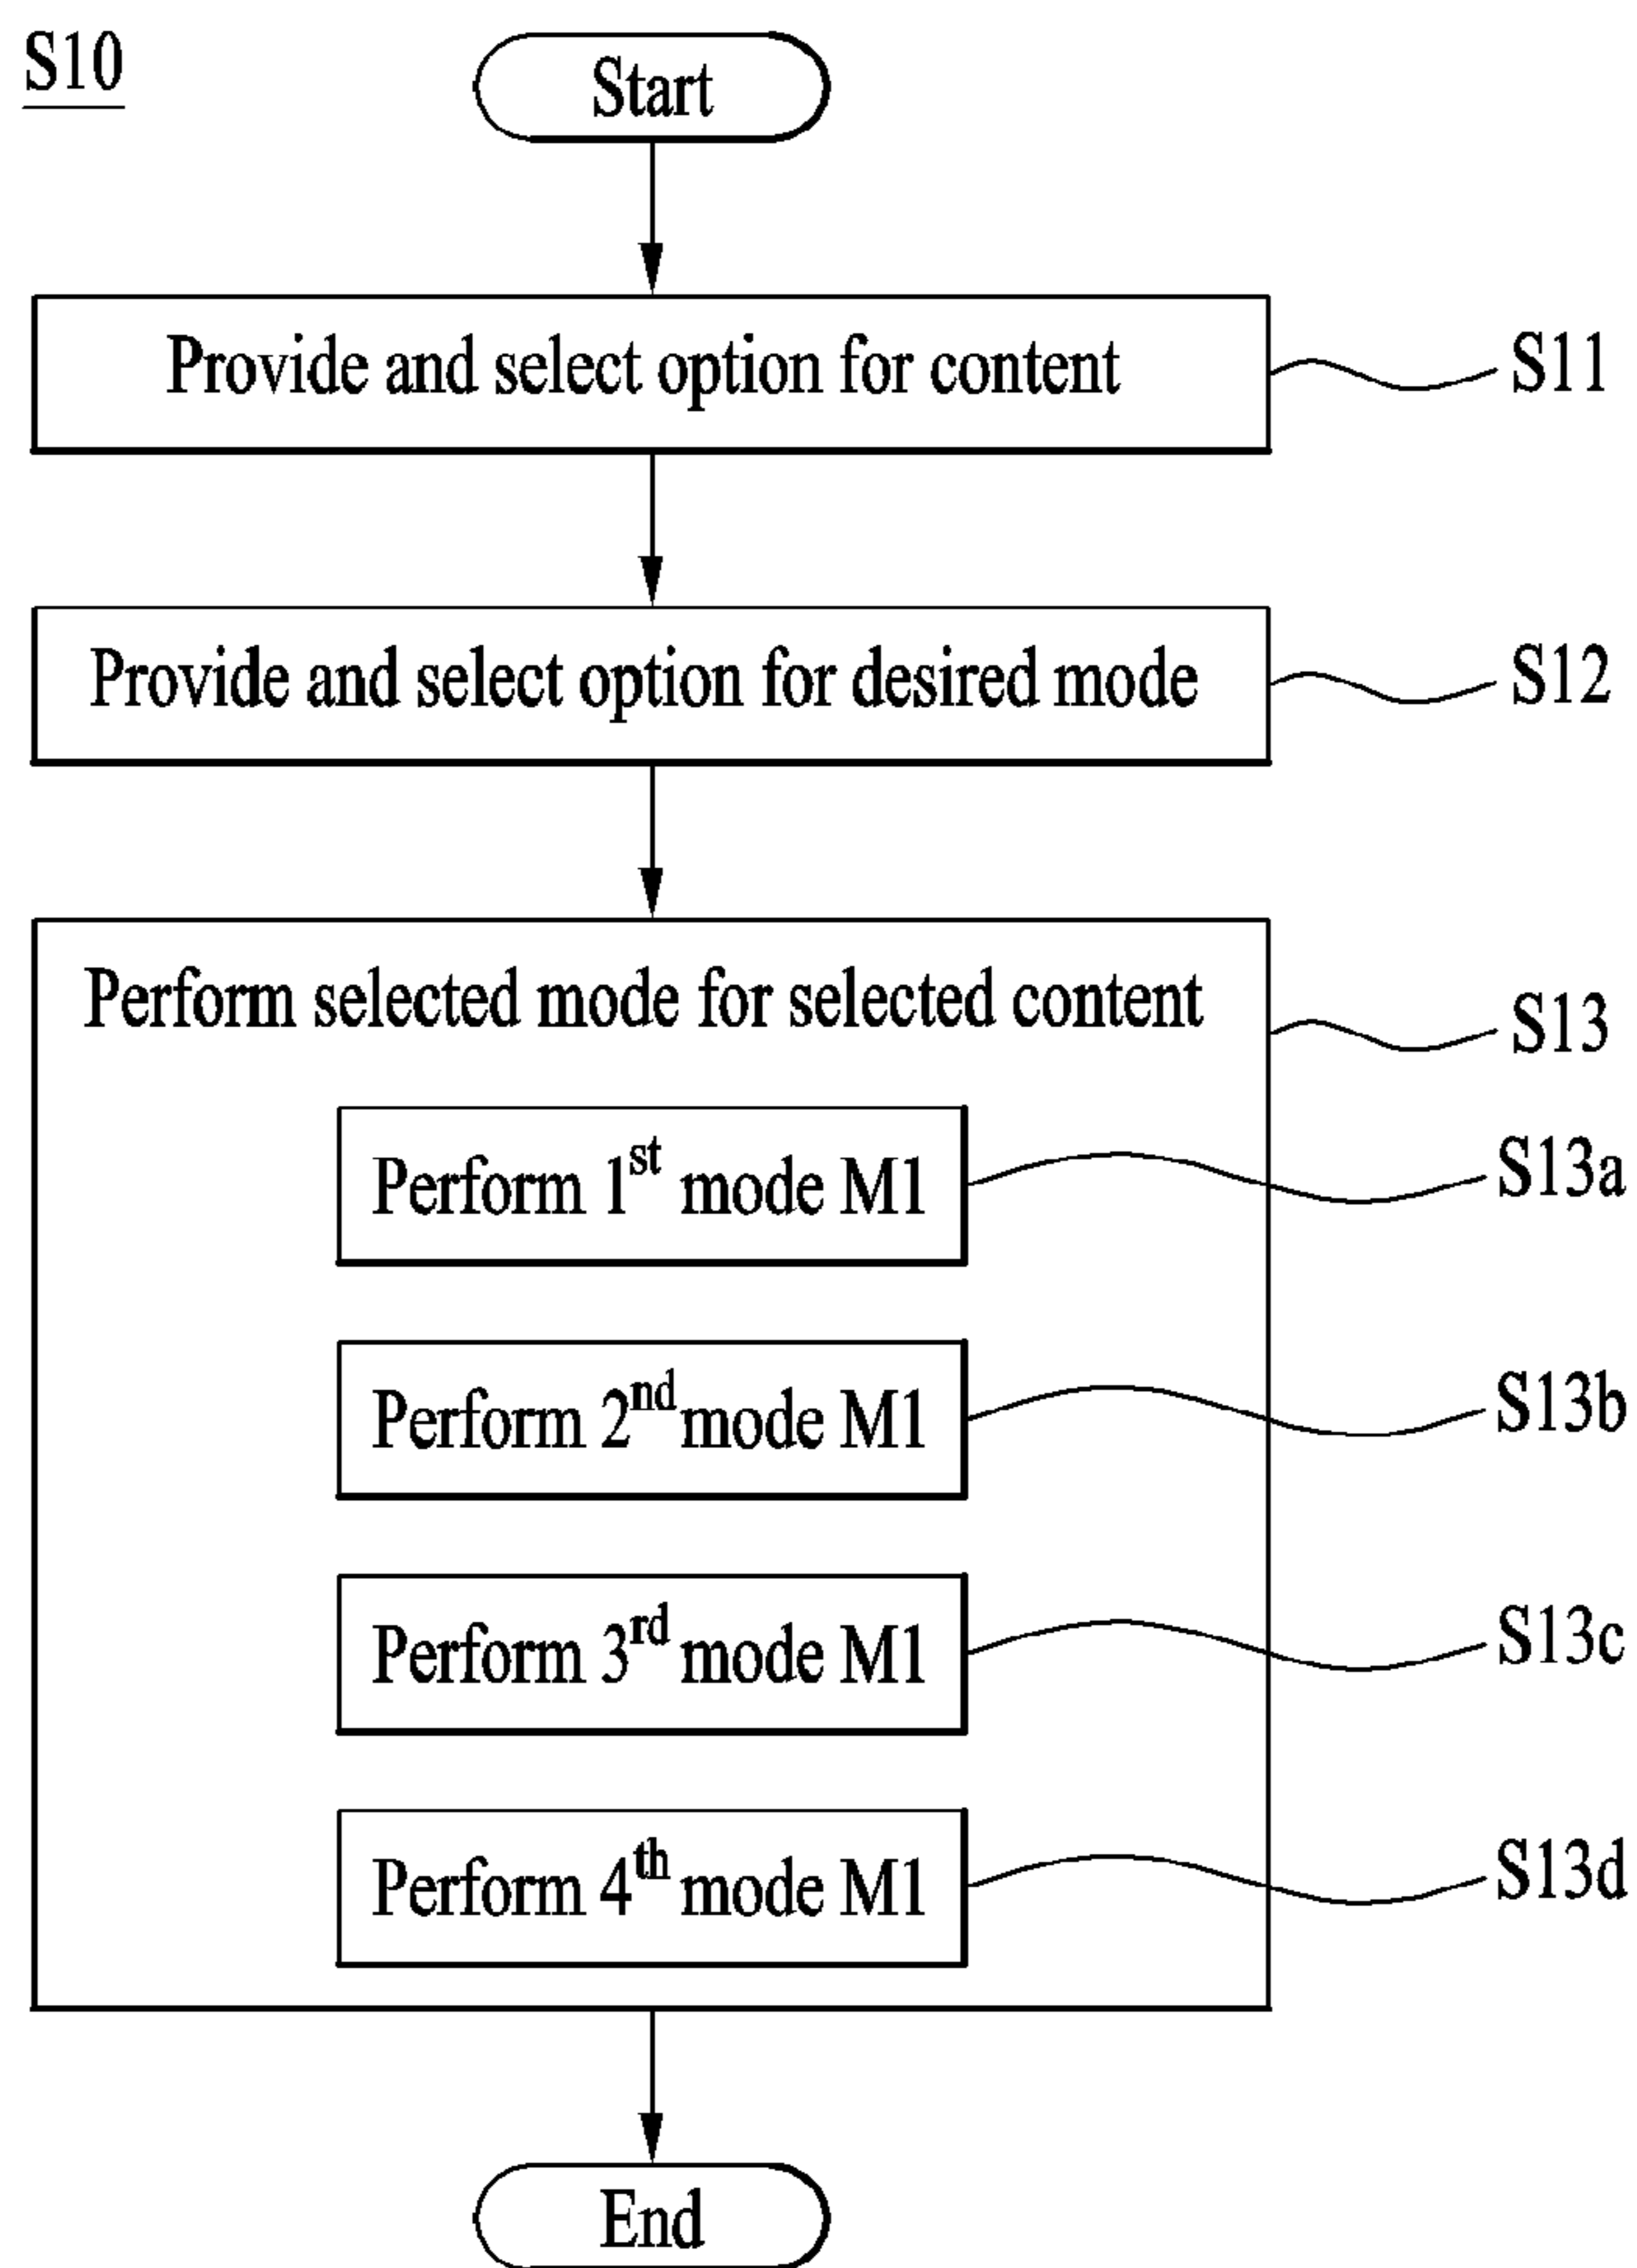 S10
Start
Provide and select option for content
S11
Provide and select option for desired mode
S12
Perform selected mode for selected content
S13
Perform 1st mode M1
S13a
Perform 2nd mode M1
S13b
Perform 3rd mode M1
S13c
Perform 4th mode M1
S13d
End